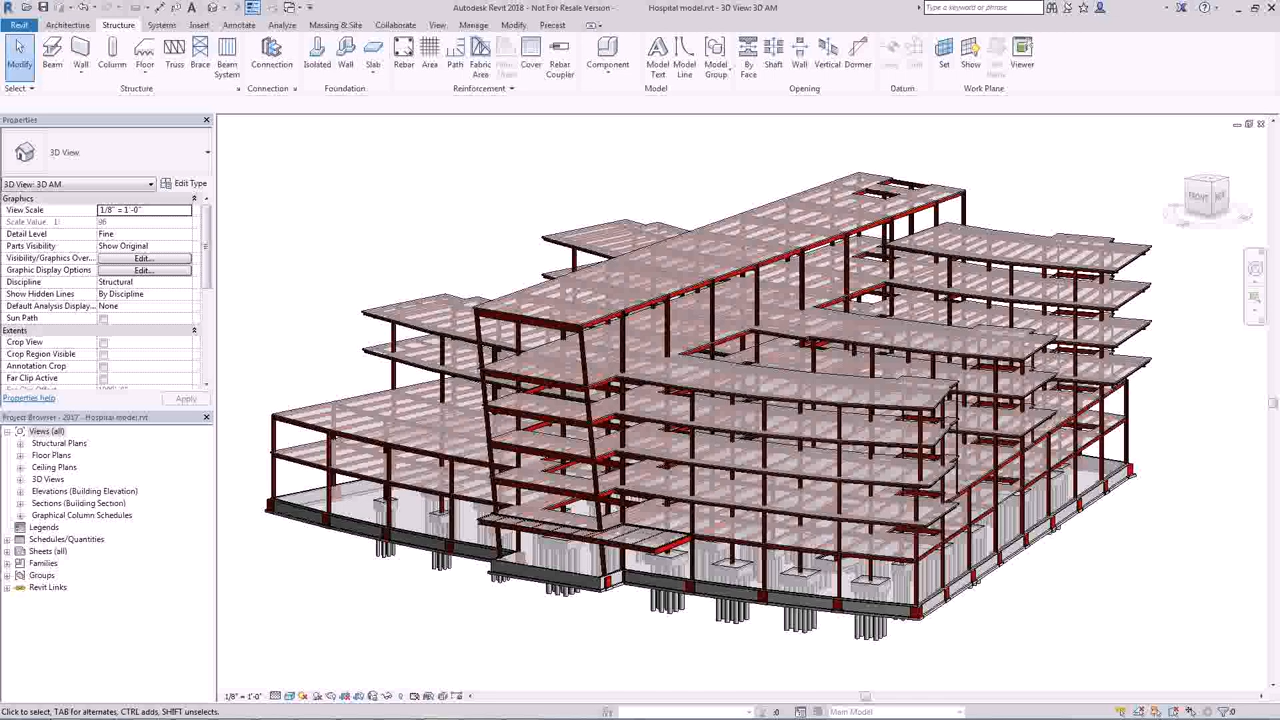 Autodesk Revit 2018 - Not For Resale Version - Hospital model.rvt - 3D View: 3D AM
Type a keyword or phrase
Revit Architecture Structure Systems Insert Annotate Analyze Massing & Site Collaborate View Manage Modify Precast
Modify Beam Wall Column Floor Truss Brace Beam System Connection Isolated Wall Slab Rebar Area Path Fabric Area Cover Rebar Coupler Component Model Text Model Line Model Group By Face Shaft Wall Vertical Dormer Set Show Viewer
Select Structure Connection Foundation Reinforcement Model Opening Datum Work Plane
Properties
3D View
FRONT
3D View: 3D AM Edit Type
Graphics
View Scale 1/8" = 1'-0"
Scale Value 1: 96
Detail Level Fine
Parts Visibility Show Original
Visibility/Graphics Over... Edit...
Graphic Display Options Edit...
Discipline Structural
Show Hidden Lines By Discipline
Default Analysis Display... None
Sun Path
Extents
Crop View
Crop Region Visible
Annotation Crop
Far Clip Active
Properties help Apply
Project Browser - 2017 - Hospital model.rvt
Views (all)
Structural Plans
Floor Plans
Ceiling Plans
3D Views
Elevations (Building Elevation)
Sections (Building Section)
Graphical Column Schedules
Legends
Schedules/Quantities
Sheets (all)
Families
Groups
Revit Links
1/8" = 1'-0"
Click to select, TAB for alternates, CTRL adds, SHIFT unselects. :0 Main Model :0